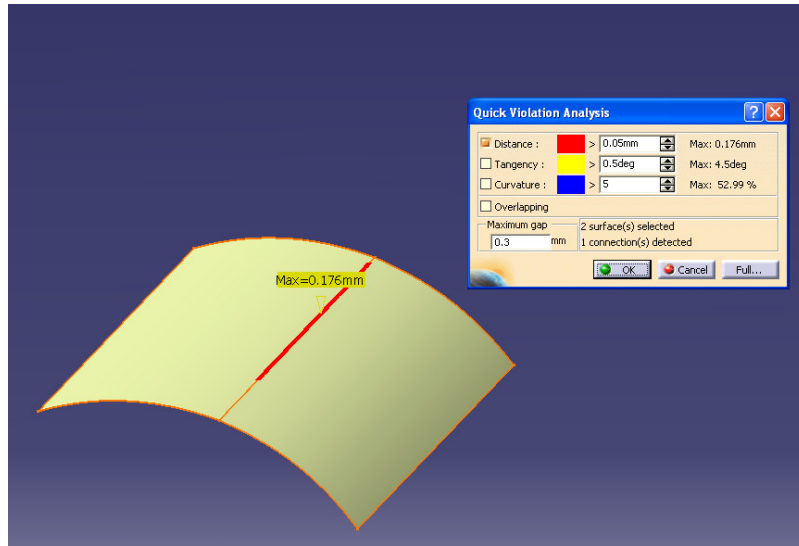 Quick Violation Analysis
Distance : > 0.05mm Max: 0.176mm
Tangency : > 0.5deg Max: 4.5deg
Curvature : > 5 Max: 52.99 %
Overlapping
Maximum gap
0.3 mm
2 surface(s) selected
1 connection(s) detected
OK Cancel Full...
Max=0.176mm